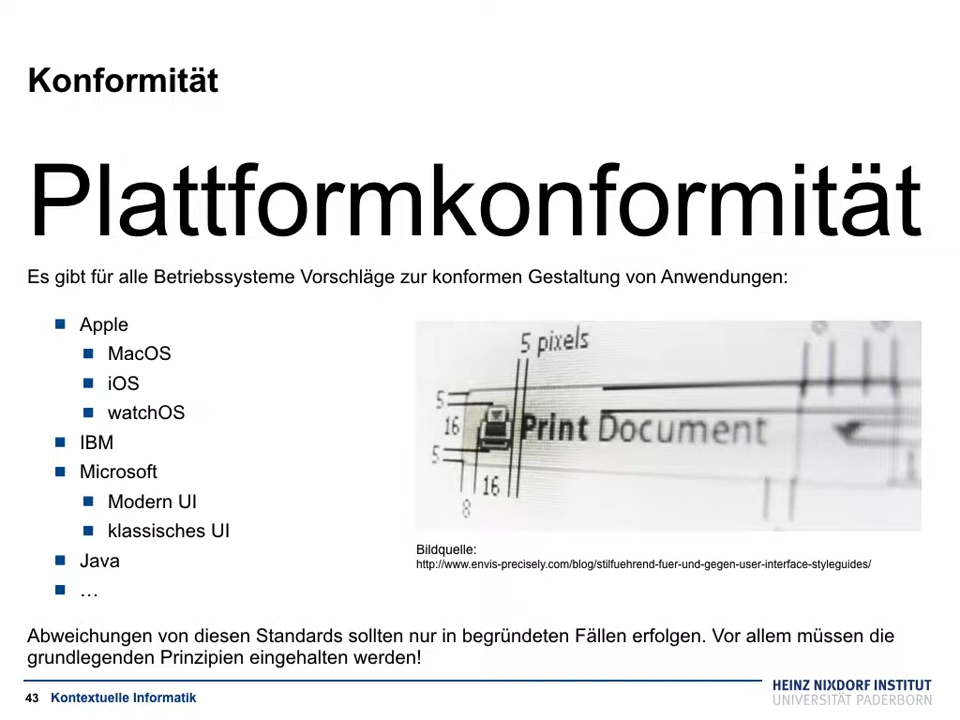 Konformität
Plattformkonformität
Es gibt für alle Betriebssysteme Vorschläge zur konformen Gestaltung von Anwendungen:
Apple
MacOS
iOS
watchOS
IBM
Microsoft
Modern UI
klassisches UI
Java
…
5 pixels
5
16
5
Print Document
16
8
Bildquelle:
http://www.envis-precisely.com/blog/stilfuehrend-fuer-und-gegen-user-interface-styleguides/
Abweichungen von diesen Standards sollten nur in begründeten Fällen erfolgen. Vor allem müssen die
grundlegenden Prinzipien eingehalten werden!
43 Kontextuelle Informatik
HEINZ NIXDORF INSTITUT
UNIVERSITÄT PADERBORN